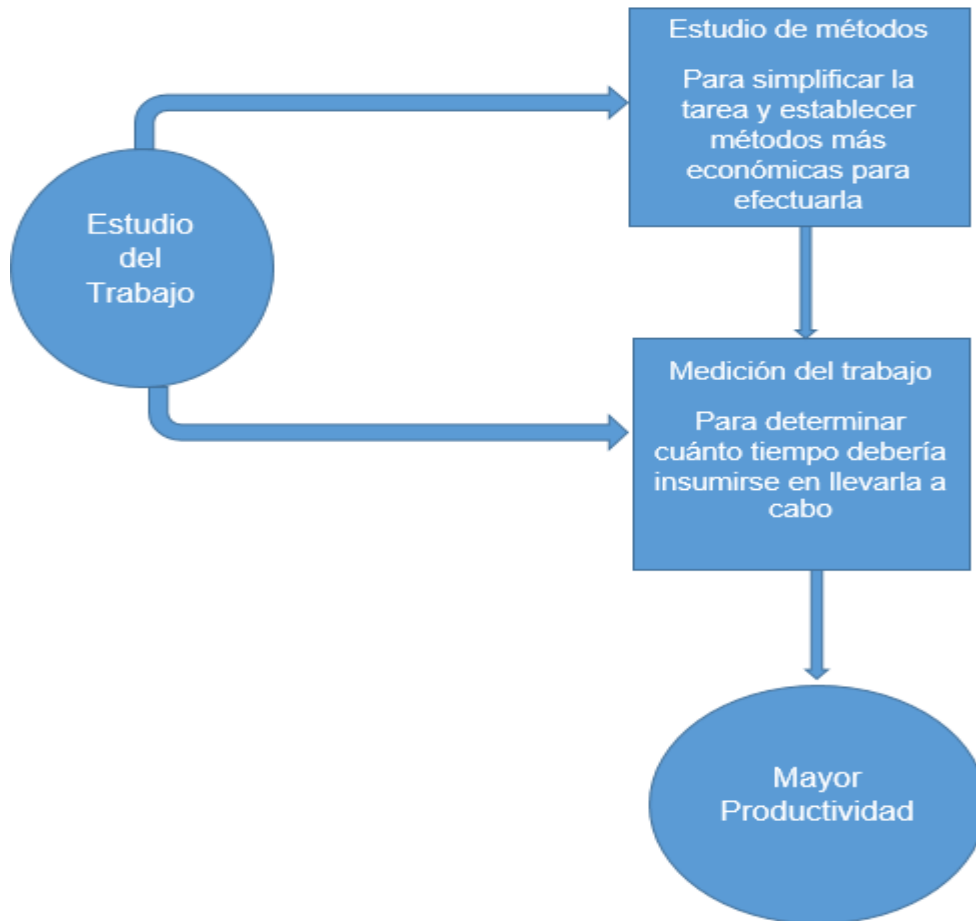 Estudio de métodos
Para simplificar la
tarea y establecer
métodos más
económicas para
efectuarla
Estudio
del
Trabajo
Medición del trabajo
Para determinar
cuánto tiempo debería
insumirse en llevarla a
cabo
Mayor
Productividad